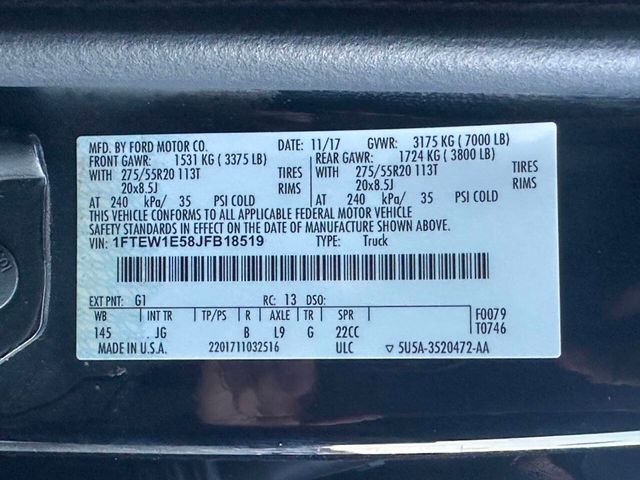 MFD. BY FORD MOTOR CO. DATE: 11/17 GVWR: 3175 KG (7000 LB)
FRONT GAWR: 1531 KG (3375 LB) REAR GAWR: 1724 KG (3800 LB)
WITH 275/55R20 113T TIRES WITH 275/55R20 113T TIRES
20x8.5J RIMS 20x8.5J RIMS
AT 240 kPa/ 35 PSI COLD AT 240 kPa/ 35 PSI COLD
THIS VEHICLE CONFORMS TO ALL APPLICABLE FEDERAL MOTOR VEHICLE
SAFETY STANDARDS IN EFFECT ON THE DATE OF MANUFACTURE SHOWN ABOVE.
VIN: 1FTEW1E58JFB18519 TYPE: Truck
EXT PNT: G1 RC: 13 DSO:
WB INT TR TP/PS R AXLE TR SPR F0079
145 . JG B L9 G 22CC T0746
MADE IN U.S.A. 2201711032516 ULC ▽ 5U5A-3520472-AA